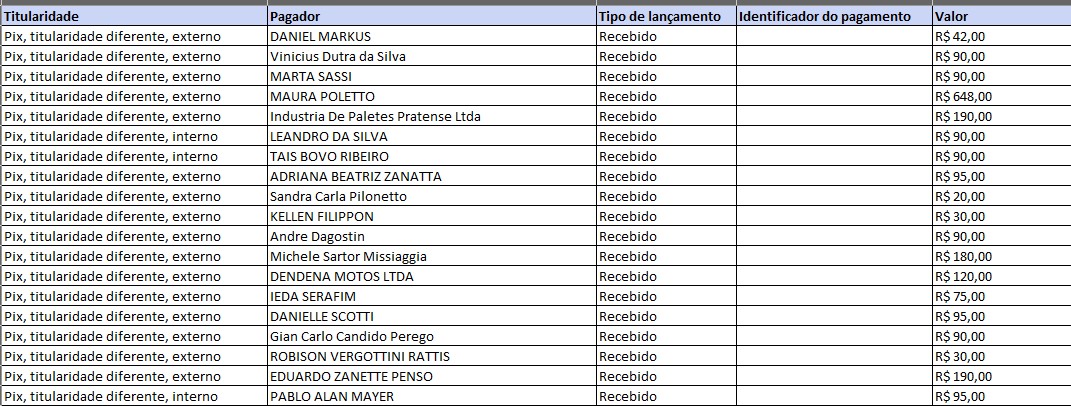 Titularidade Pagador Tipo de lançamento Identificador do pagamento Valor
Pix, titularidade diferente, externo DANIEL MARKUS Recebido R$ 42,00
Pix, titularidade diferente, externo Vinicius Dutra da Silva Recebido R$ 90,00
Pix, titularidade diferente, externo MARTA SASSI Recebido R$ 90,00
Pix, titularidade diferente, externo MAURA POLETTO Recebido R$ 648,00
Pix, titularidade diferente, externo Industria De Paletes Pratense Ltda Recebido R$ 190,00
Pix, titularidade diferente, interno LEANDRO DA SILVA Recebido R$ 90,00
Pix, titularidade diferente, interno TAIS BOVO RIBEIRO Recebido R$ 90,00
Pix, titularidade diferente, externo ADRIANA BEATRIZ ZANATTA Recebido R$ 95,00
Pix, titularidade diferente, externo Sandra Carla Pilonetto Recebido R$ 20,00
Pix, titularidade diferente, externo KELLEN FILIPPON Recebido R$ 30,00
Pix, titularidade diferente, externo Andre Dagostin Recebido R$ 90,00
Pix, titularidade diferente, externo Michele Sartor Missiaggia Recebido R$ 180,00
Pix, titularidade diferente, externo DENDENA MOTOS LTDA Recebido R$ 120,00
Pix, titularidade diferente, externo IEDA SERAFIM Recebido R$ 75,00
Pix, titularidade diferente, externo DANIELLE SCOTTI Recebido R$ 95,00
Pix, titularidade diferente, externo Gian Carlo Candido Perego Recebido R$ 90,00
Pix, titularidade diferente, externo ROBISON VERGOTTINI RATTIS Recebido R$ 30,00
Pix, titularidade diferente, externo EDUARDO ZANETTE PENSO Recebido R$ 190,00
Pix, titularidade diferente, interno PABLO ALAN MAYER Recebido R$ 95,00